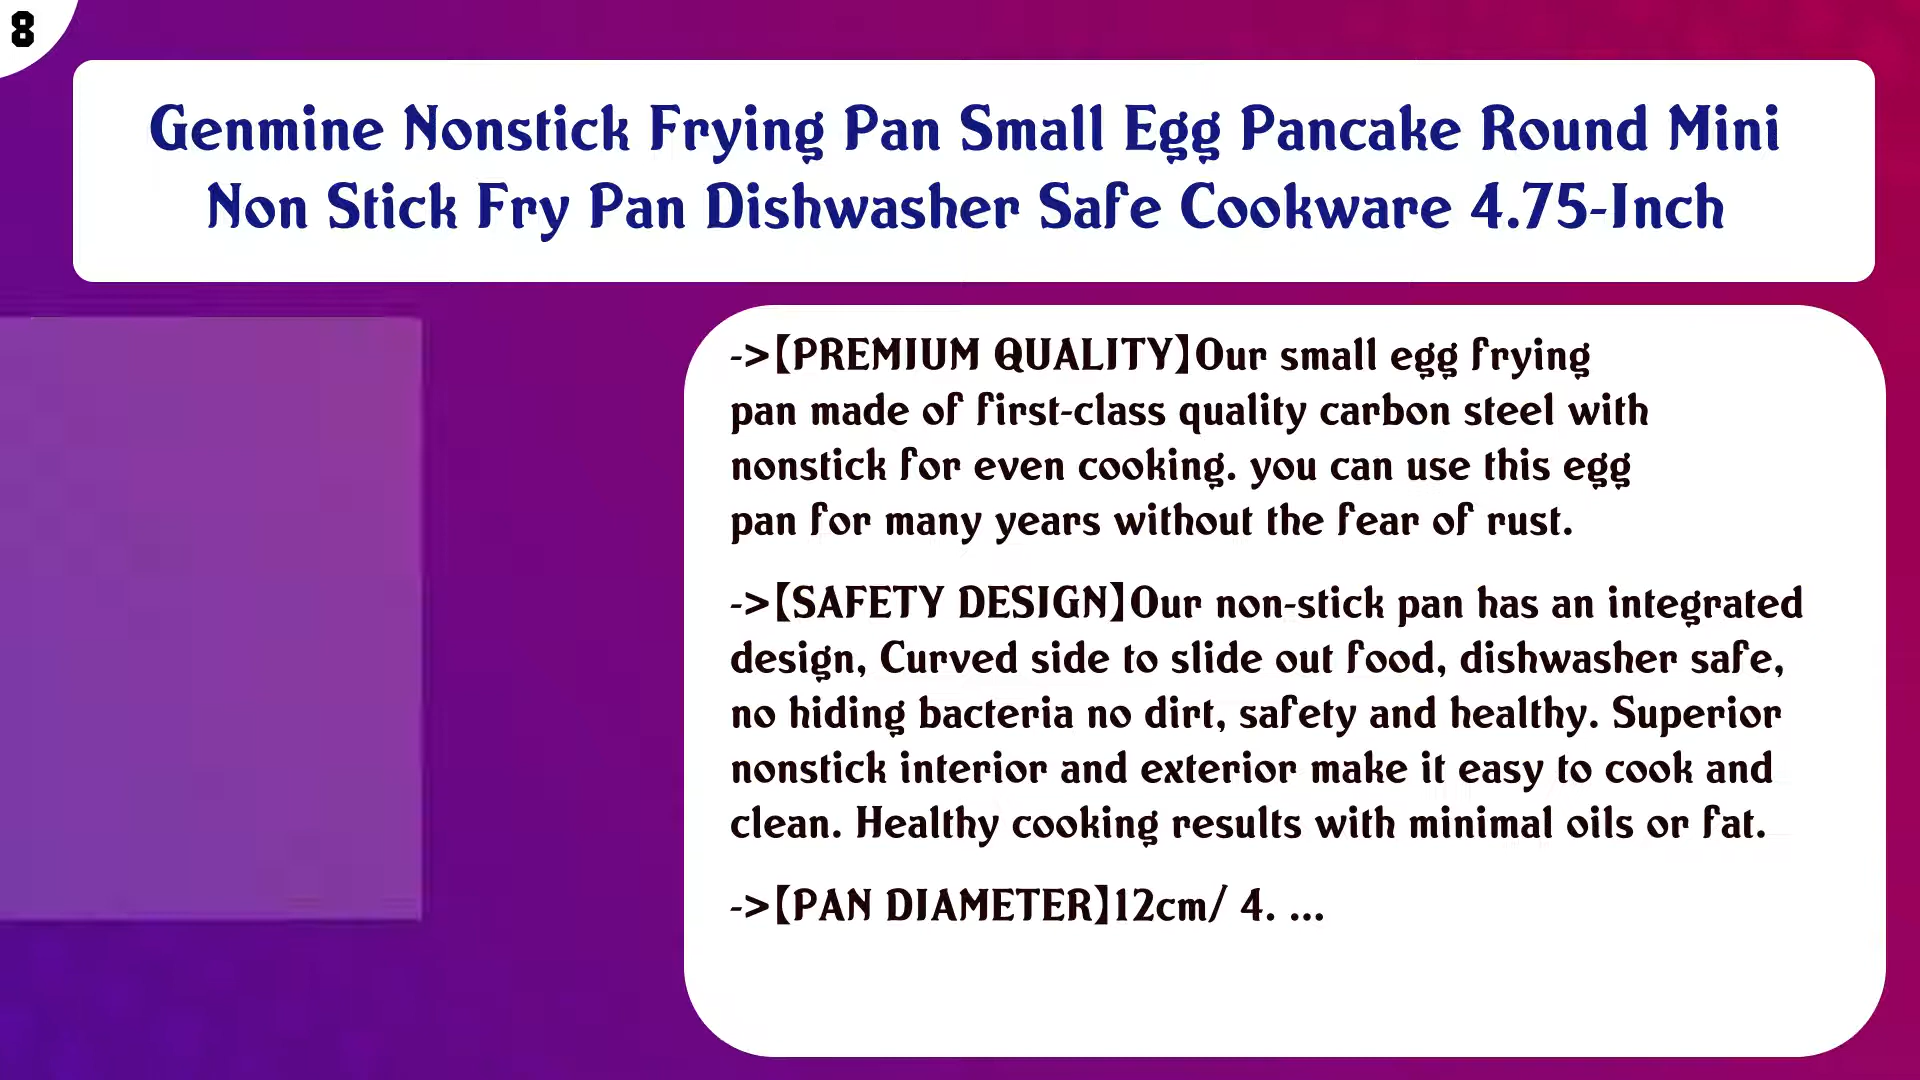 8
Genmine Nonstick Frying Pan Small Egg Pancake Round Mini
Non Stick Fry Pan Dishwasher Safe Cookware 4.75-Inch
->【PREMIUM QUALITY】Our small egg frying
pan made of first-class quality carbon steel with
nonstick for even cooking. you can use this egg
pan for many years without the fear of rust.
->【SAFETY DESIGN】Our non-stick pan has an integrated
design, Curved side to slide out food, dishwasher safe,
no hiding bacteria no dirt, safety and healthy. Superior
nonstick interior and exterior make it easy to cook and
clean. Healthy cooking results with minimal oils or fat.
->【PAN DIAMETER】12cm/ 4. ...